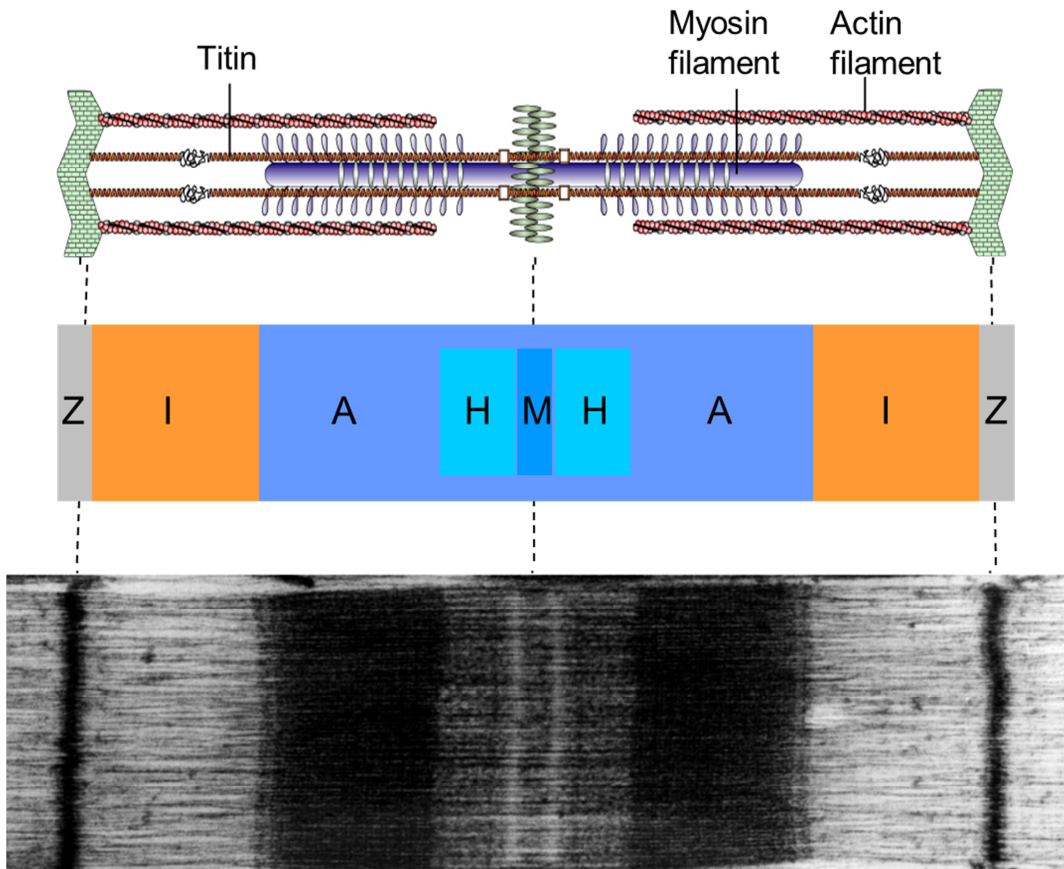 Titin
Myosin
filament
Actin
filament
Z I A H M H A I Z